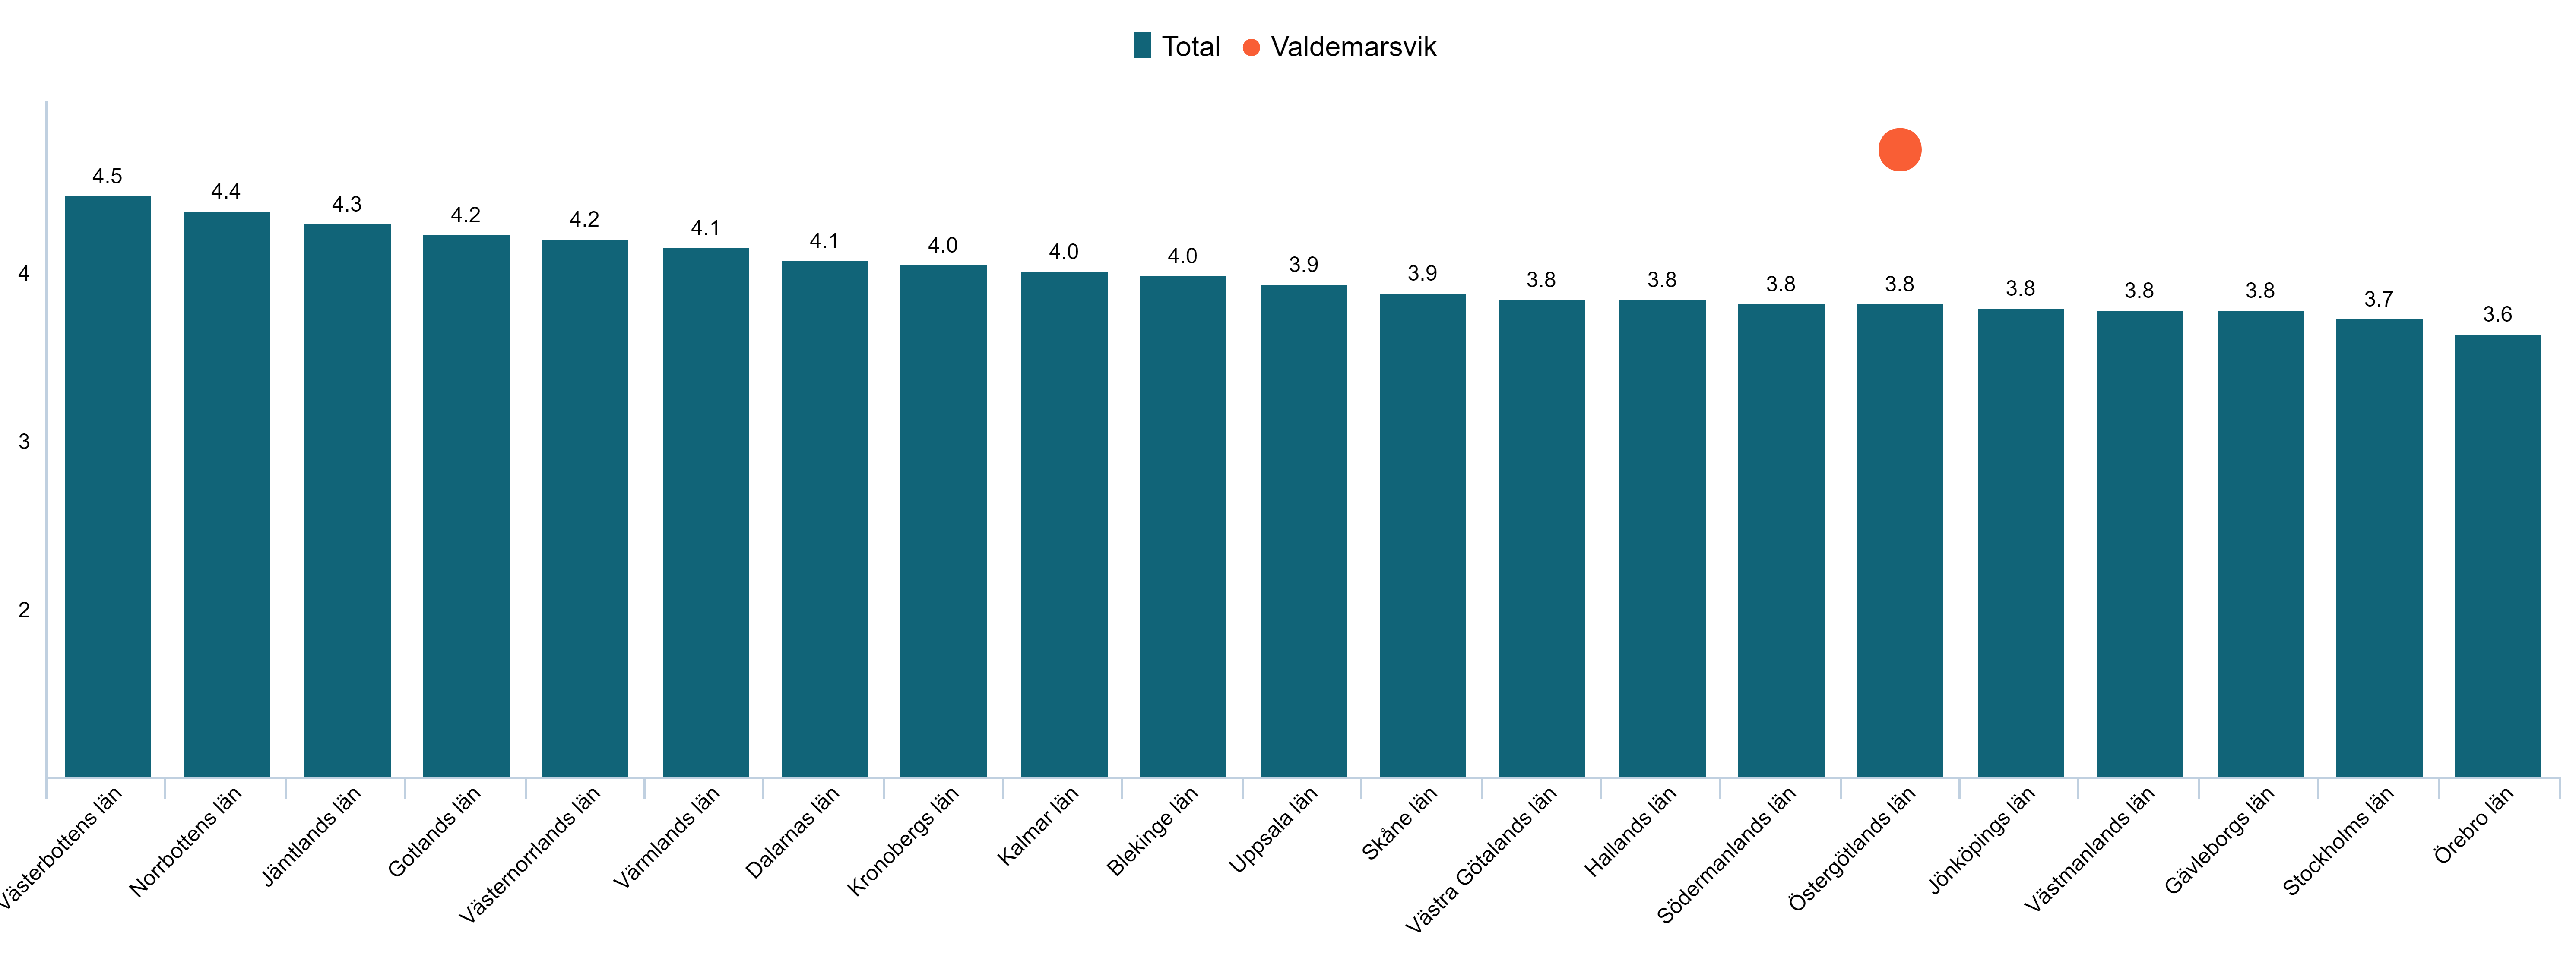 Total Valdemarsvik
4.5 4.4 4.3 4.2 4.2 4.1 4.1 4.0 4.0 4.0 3.9 3.9 3.8 3.8 3.8 3.8 3.8 3.8 3.8 3.7 3.6
4
3
2
Västerbottens län
Norrbottens län
Jämtlands län
Gotlands län
Västernorrlands län
Värmlands län
Dalarnas län
Kronobergs län
Kalmar län
Blekinge län
Uppsala län
Skåne län
Västra Götalands län
Hallands län
Södermanlands län
Östergötlands län
Jönköpings län
Västmanlands län
Gävleborgs län
Stockholms län
Örebro län